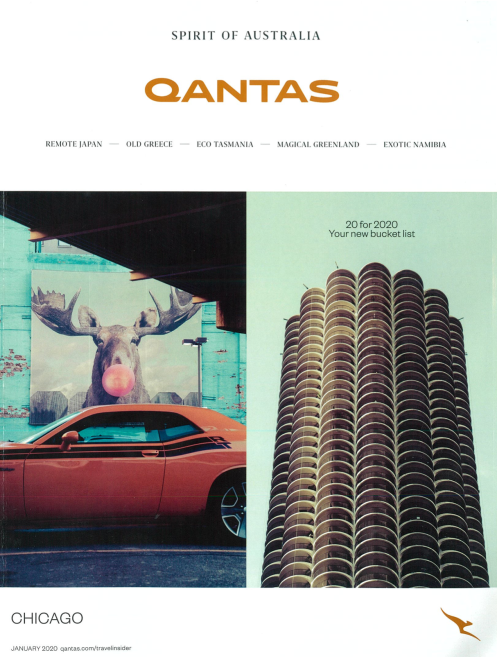 SPIRIT OF AUSTRALIA
QANTAS
REMOTE JAPAN — OLD GREECE — ECO TASMANIA — MAGICAL GREENLAND — EXOTIC NAMIBIA
20 for 2020
Your new bucket list
CHICAGO
JANUARY 2020 qantas.com/travelinsider